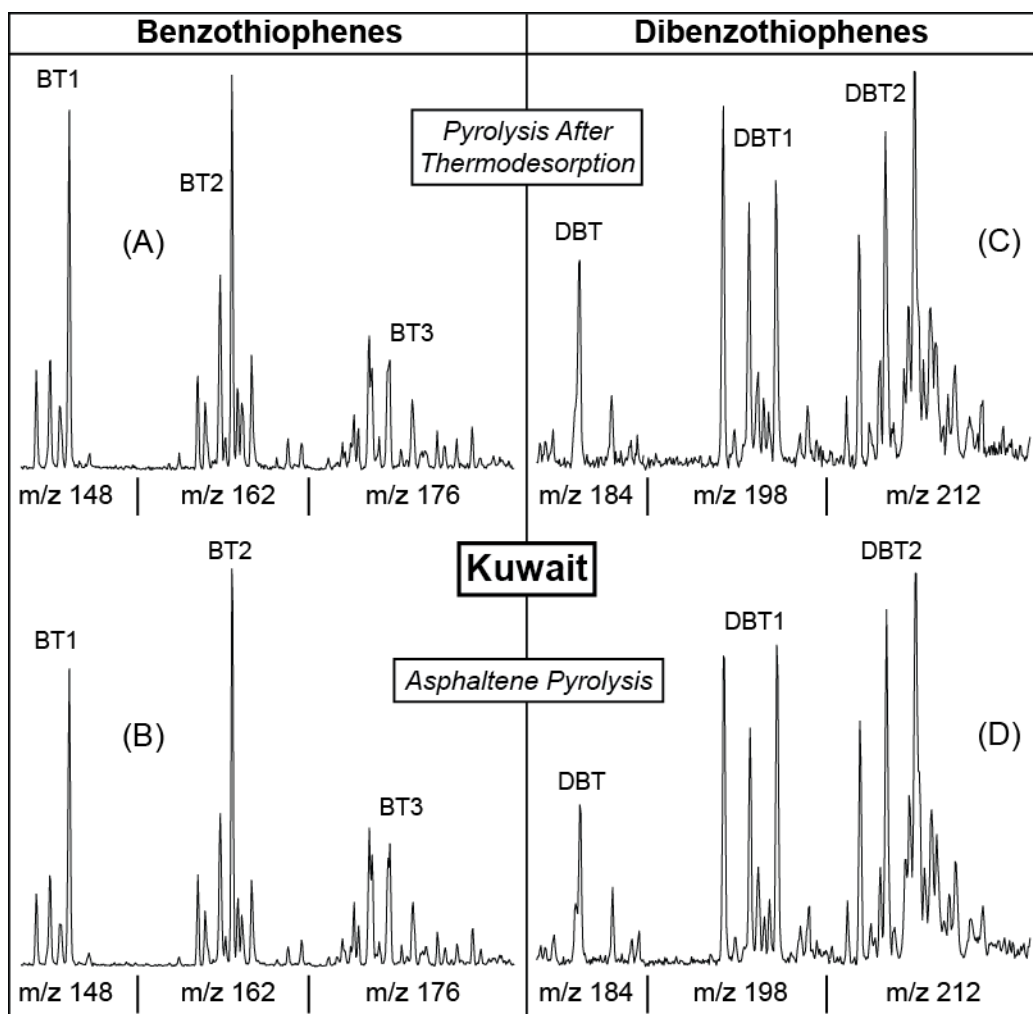 Benzothiophenes
Dibenzothiophenes
BT1
BT2
BT3
(A)
Pyrolysis After
Thermodesorption
DBT
DBT1
DBT2
(C)
m/z 148 | m/z 162 | m/z 176
m/z 184 | m/z 198 | m/z 212
Kuwait
BT1
BT2
BT3
(B)
Asphaltene Pyrolysis
DBT
DBT1
DBT2
(D)
m/z 148 | m/z 162 | m/z 176
m/z 184 | m/z 198 | m/z 212